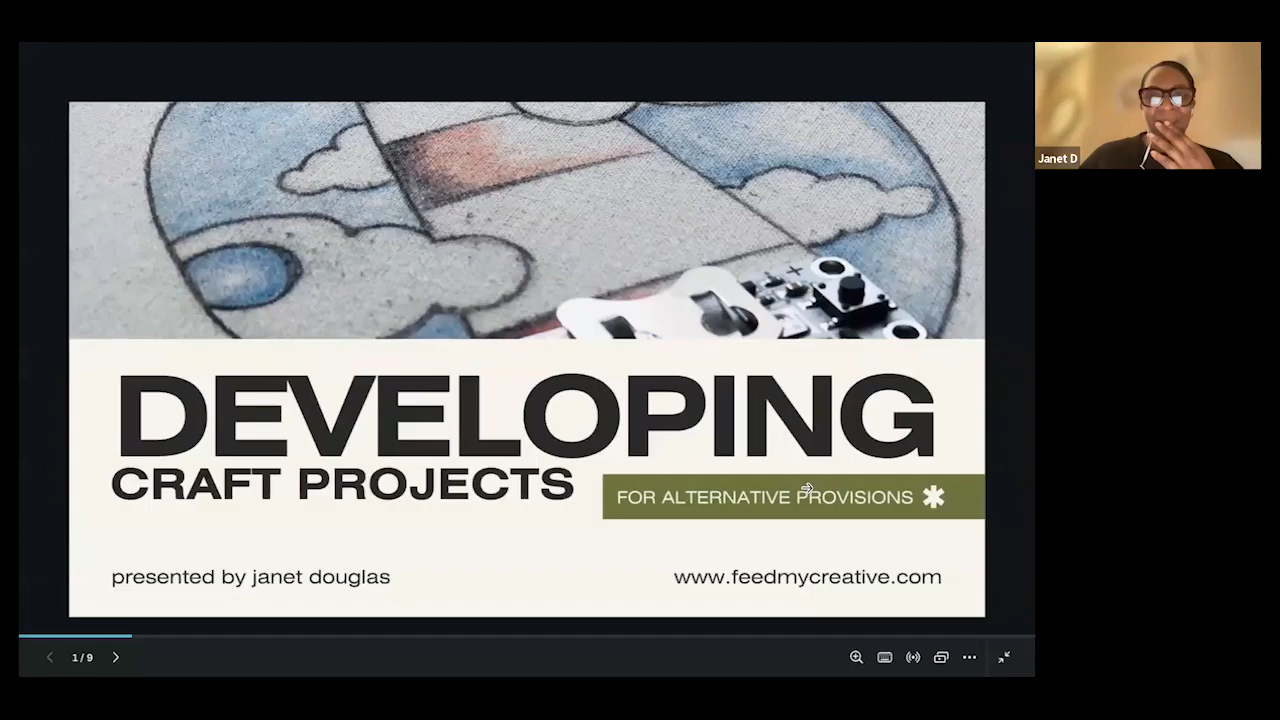 Janet D
DEVELOPING
CRAFT PROJECTS
FOR ALTERNATIVE PROVISIONS
presented by janet douglas
www.feedmycreative.com
1/9